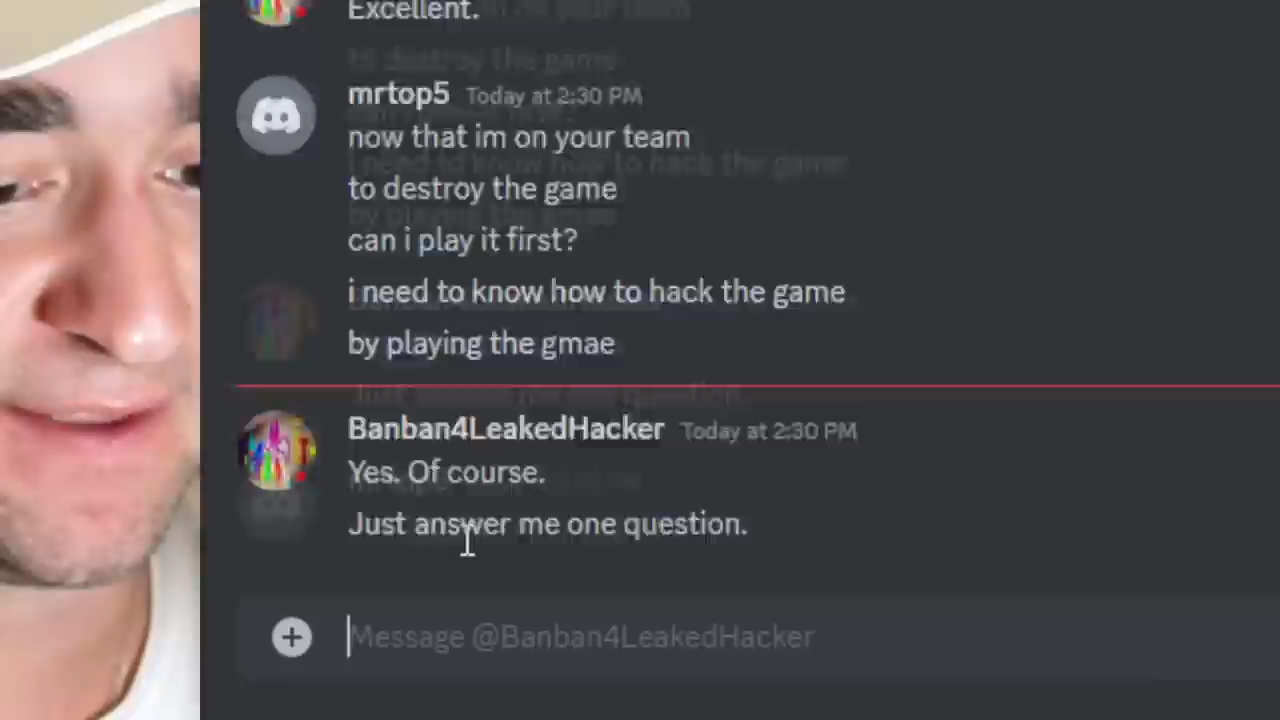 Excellent.
mrtop5 Today at 2:30 PM
now that im on your team
to destroy the game
can i play it first?
i need to know how to hack the game
by playing the gmae
Banban4LeakedHacker Today at 2:30 PM
Yes. Of course.
Just answer me one question.
Message @Banban4LeakedHacker